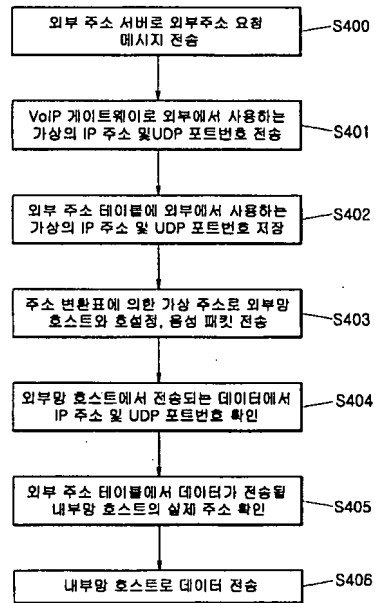 외부 주소 서버로 외부주소 요청
메시지 전송
S400
VoIP 게이트웨이로 외부에서 사용하는
가상의 IP 주소 및UDP 포트번호 전송
S401
외부 주소 테이블에 외부에서 사용하는
가상의 IP 주소 및 UDP 포트번호 저장
S402
주소 변환표에 의한 가상 주소로 외부망
호스트와 호설정, 음성 패킷 전송
S403
외부망 호스트에서 전송되는 데이터에서
IP 주소 및 UDP 포트번호 확인
S404
외부 주소 테이블에서 데이터가 전송될
내부망 호스트의 실제 주소 확인
S405
내부망 호스트로 데이터 전송
S406